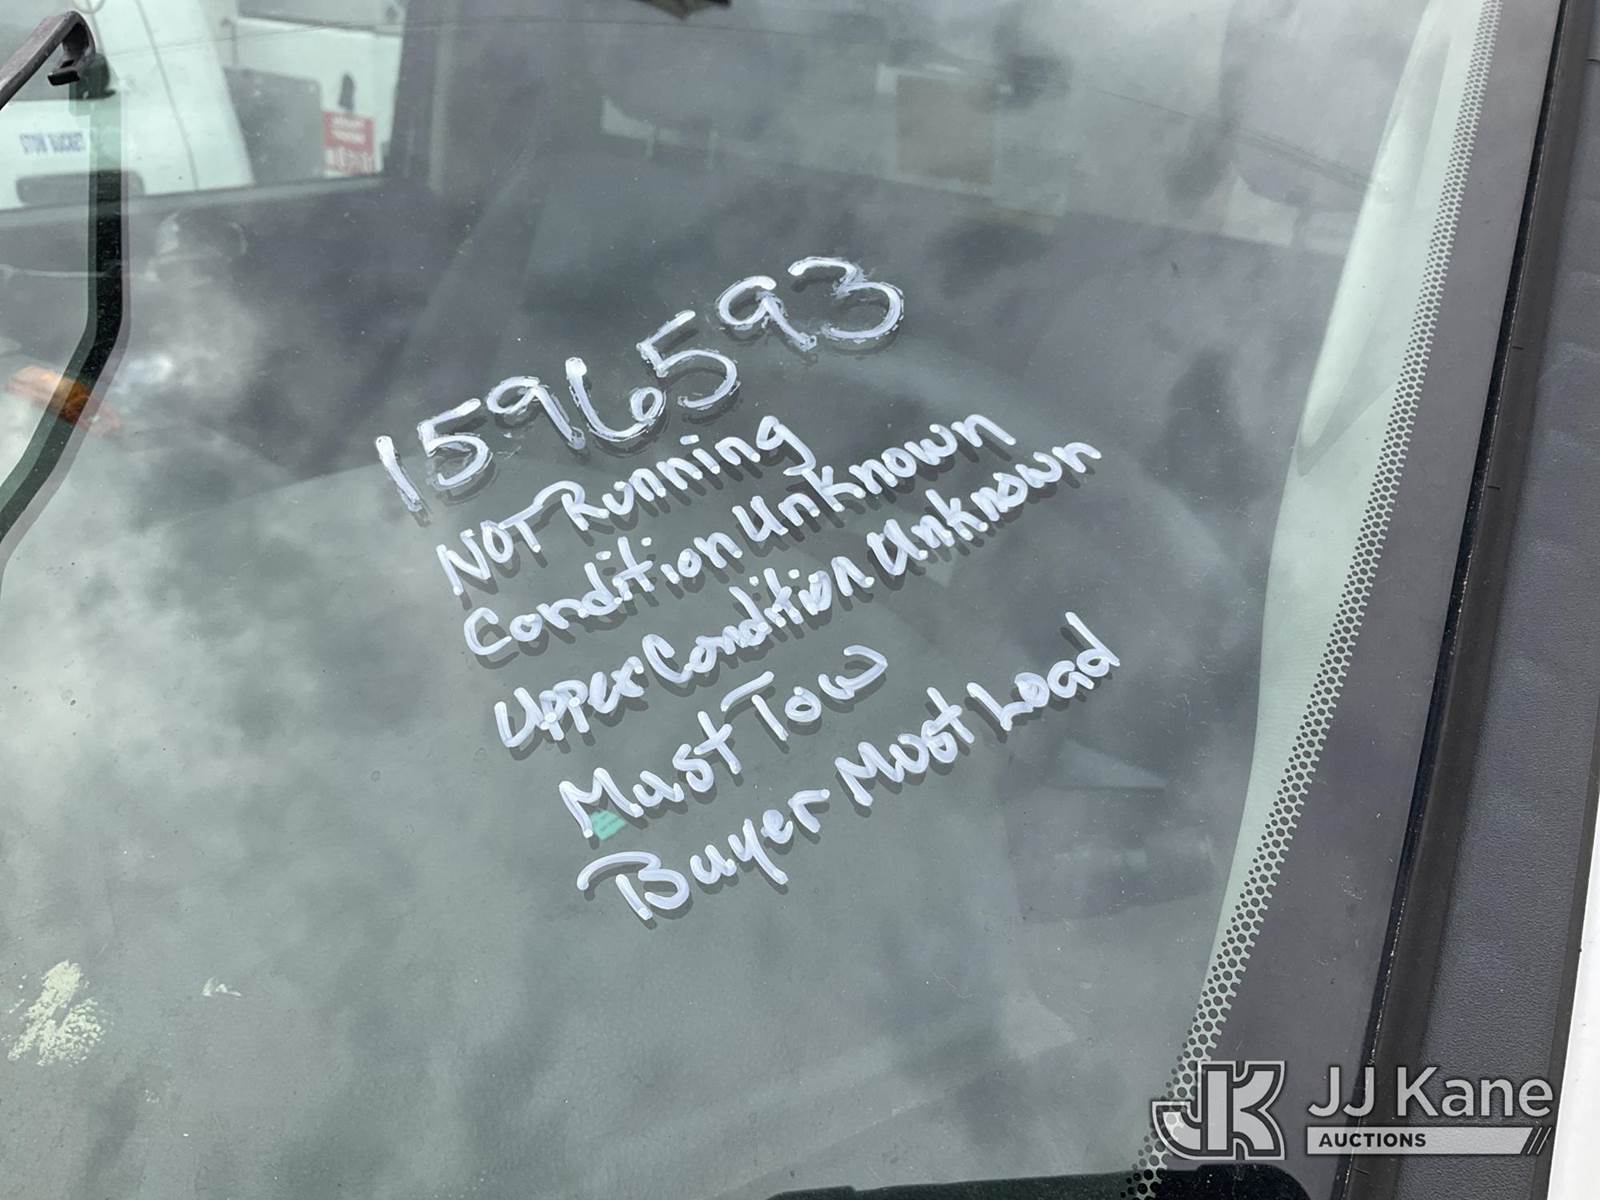 1596593
NOT Running
Condition Unknown
Upper Condition Unknown
Must Tow
Buyer Must Load
JJ Kane
AUCTIONS